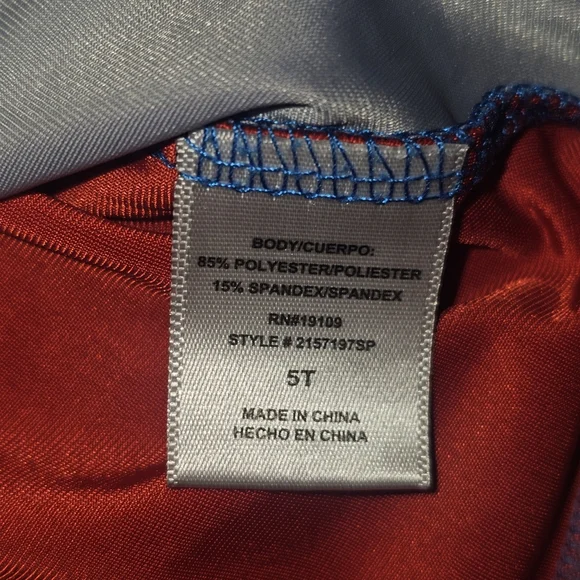 BODY/CUERPO:
85% POLYESTER/POLIESTER
15% SPANDEX/SPANDEX
RN#19109
STYLE # 2157197SP
5T
MADE IN CHINA
HECHO EN CHINA